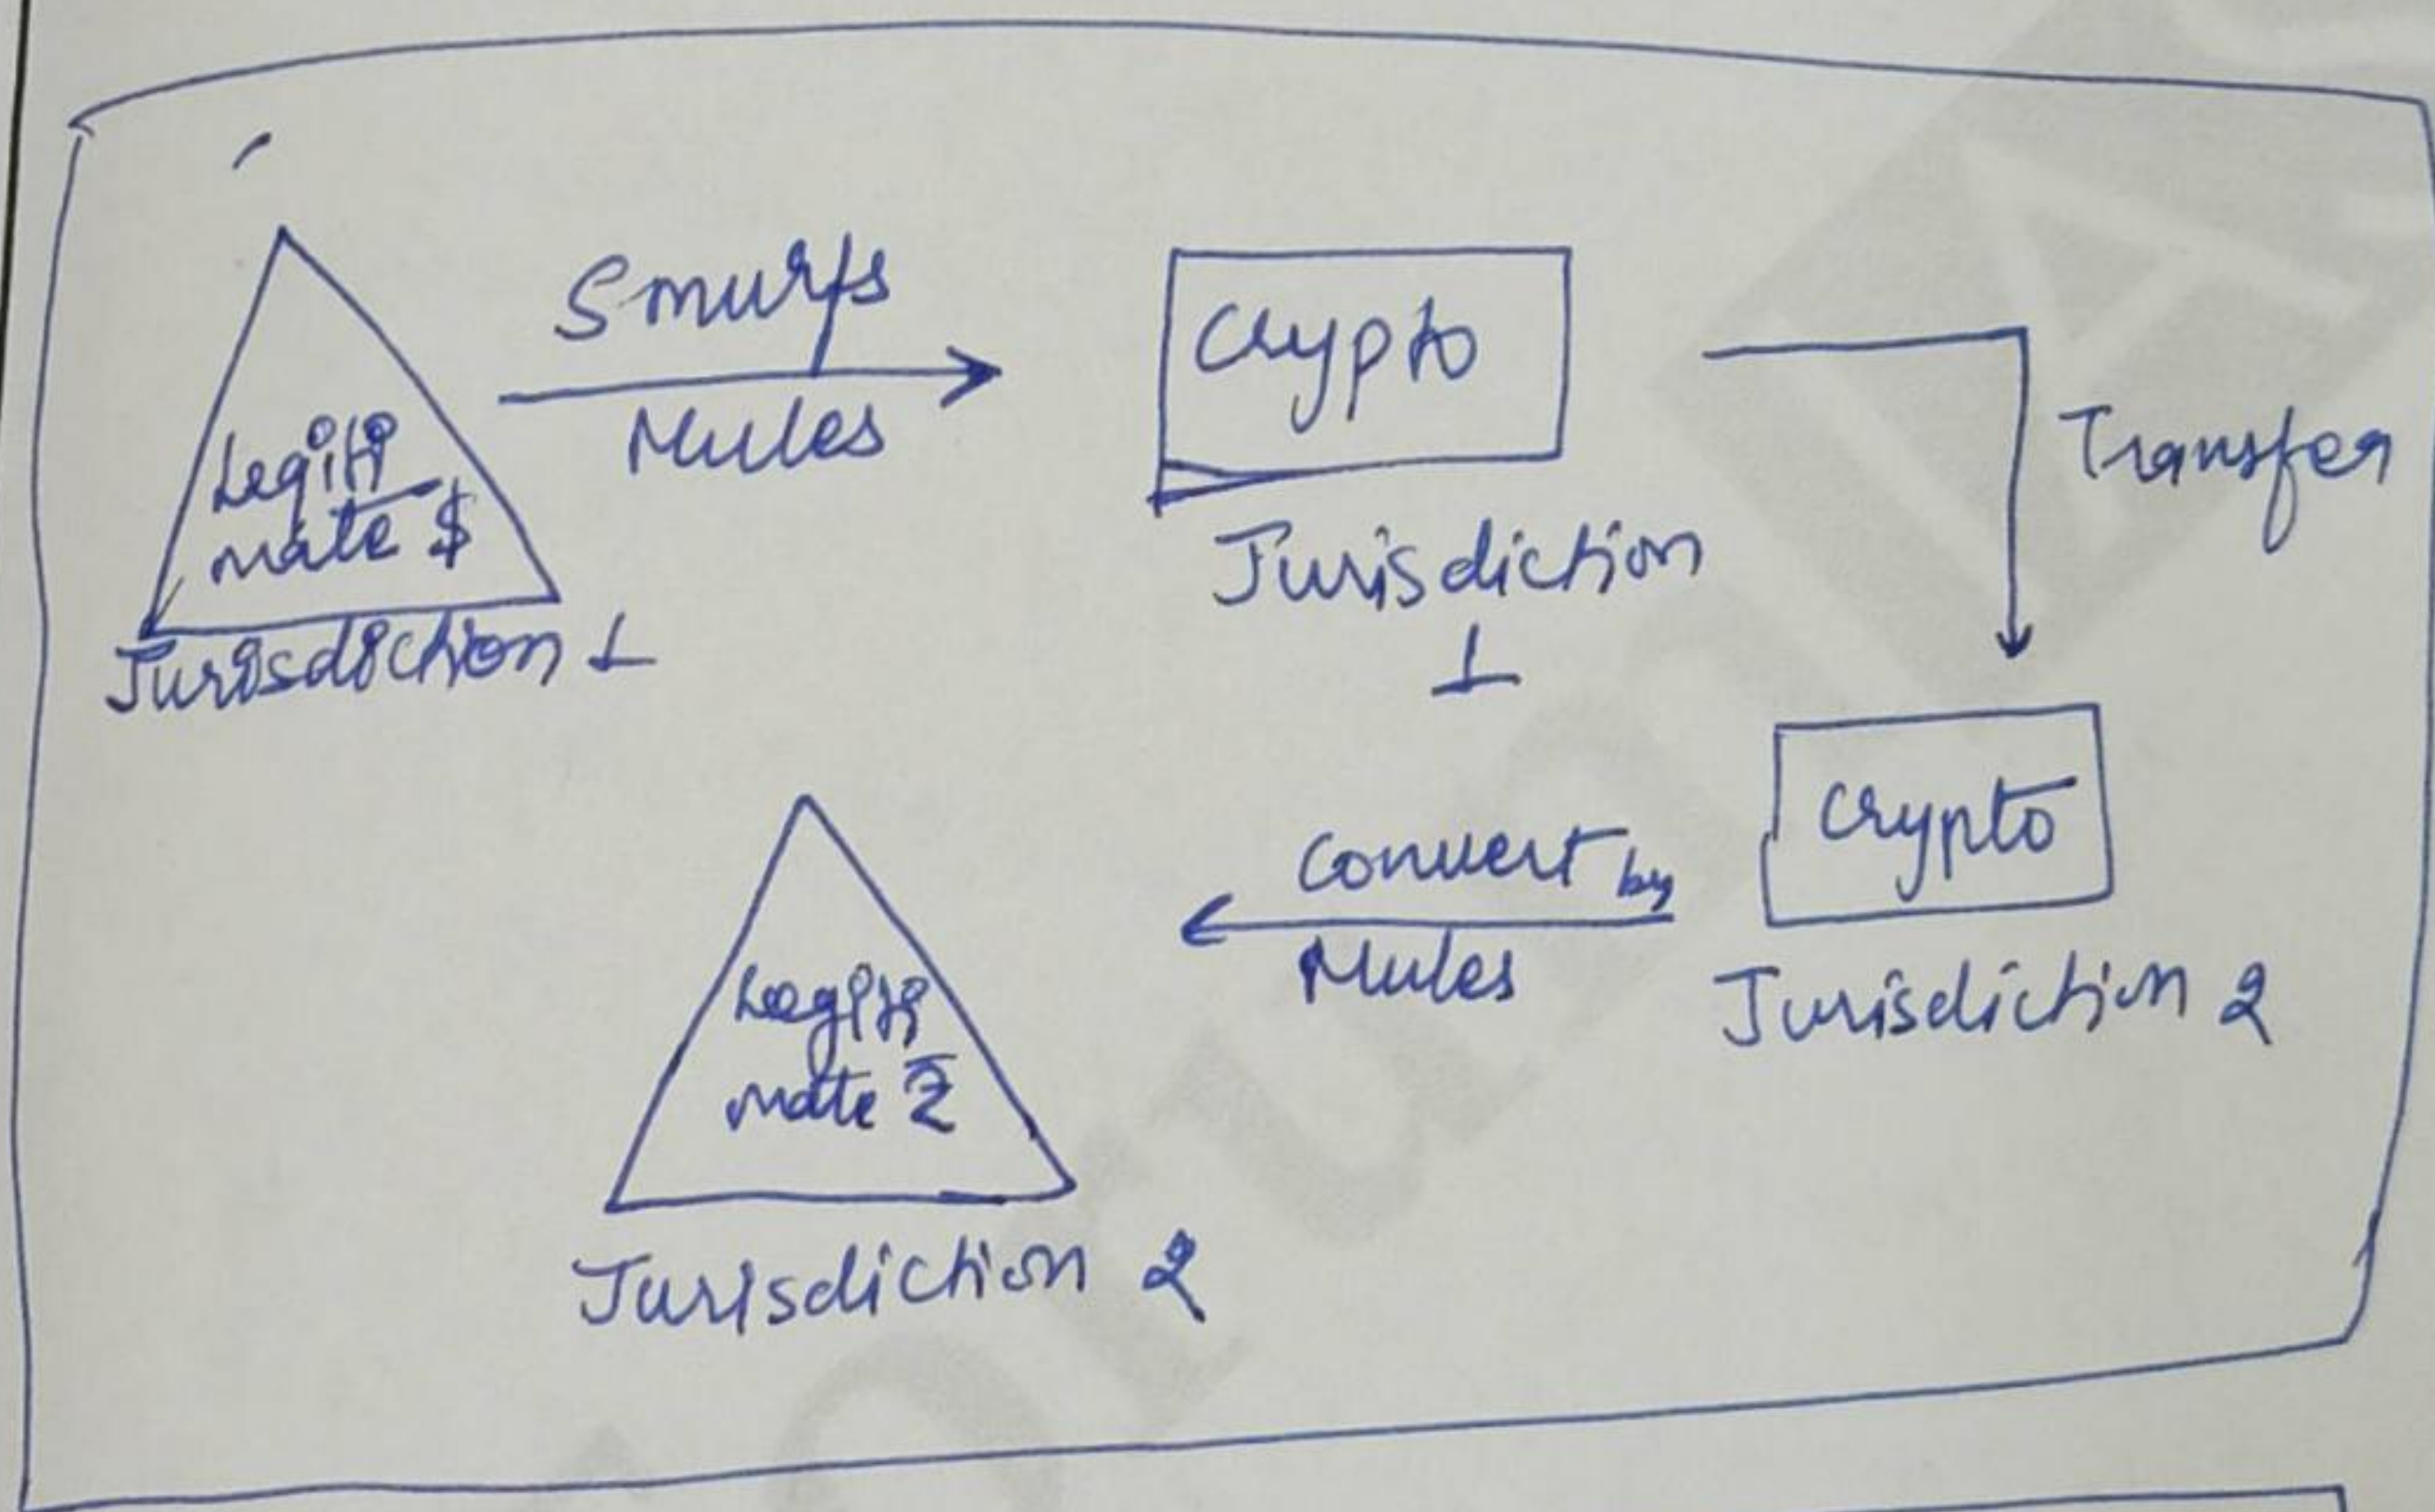 Smurfs
Mules
Legiti
mate $
Jurisdiction 1
Crypto
Jurisdiction
1
Transfer
Crypto
Jurisdiction 2
Convert by
Mules
Legiti
mate ₹
Jurisdiction 2